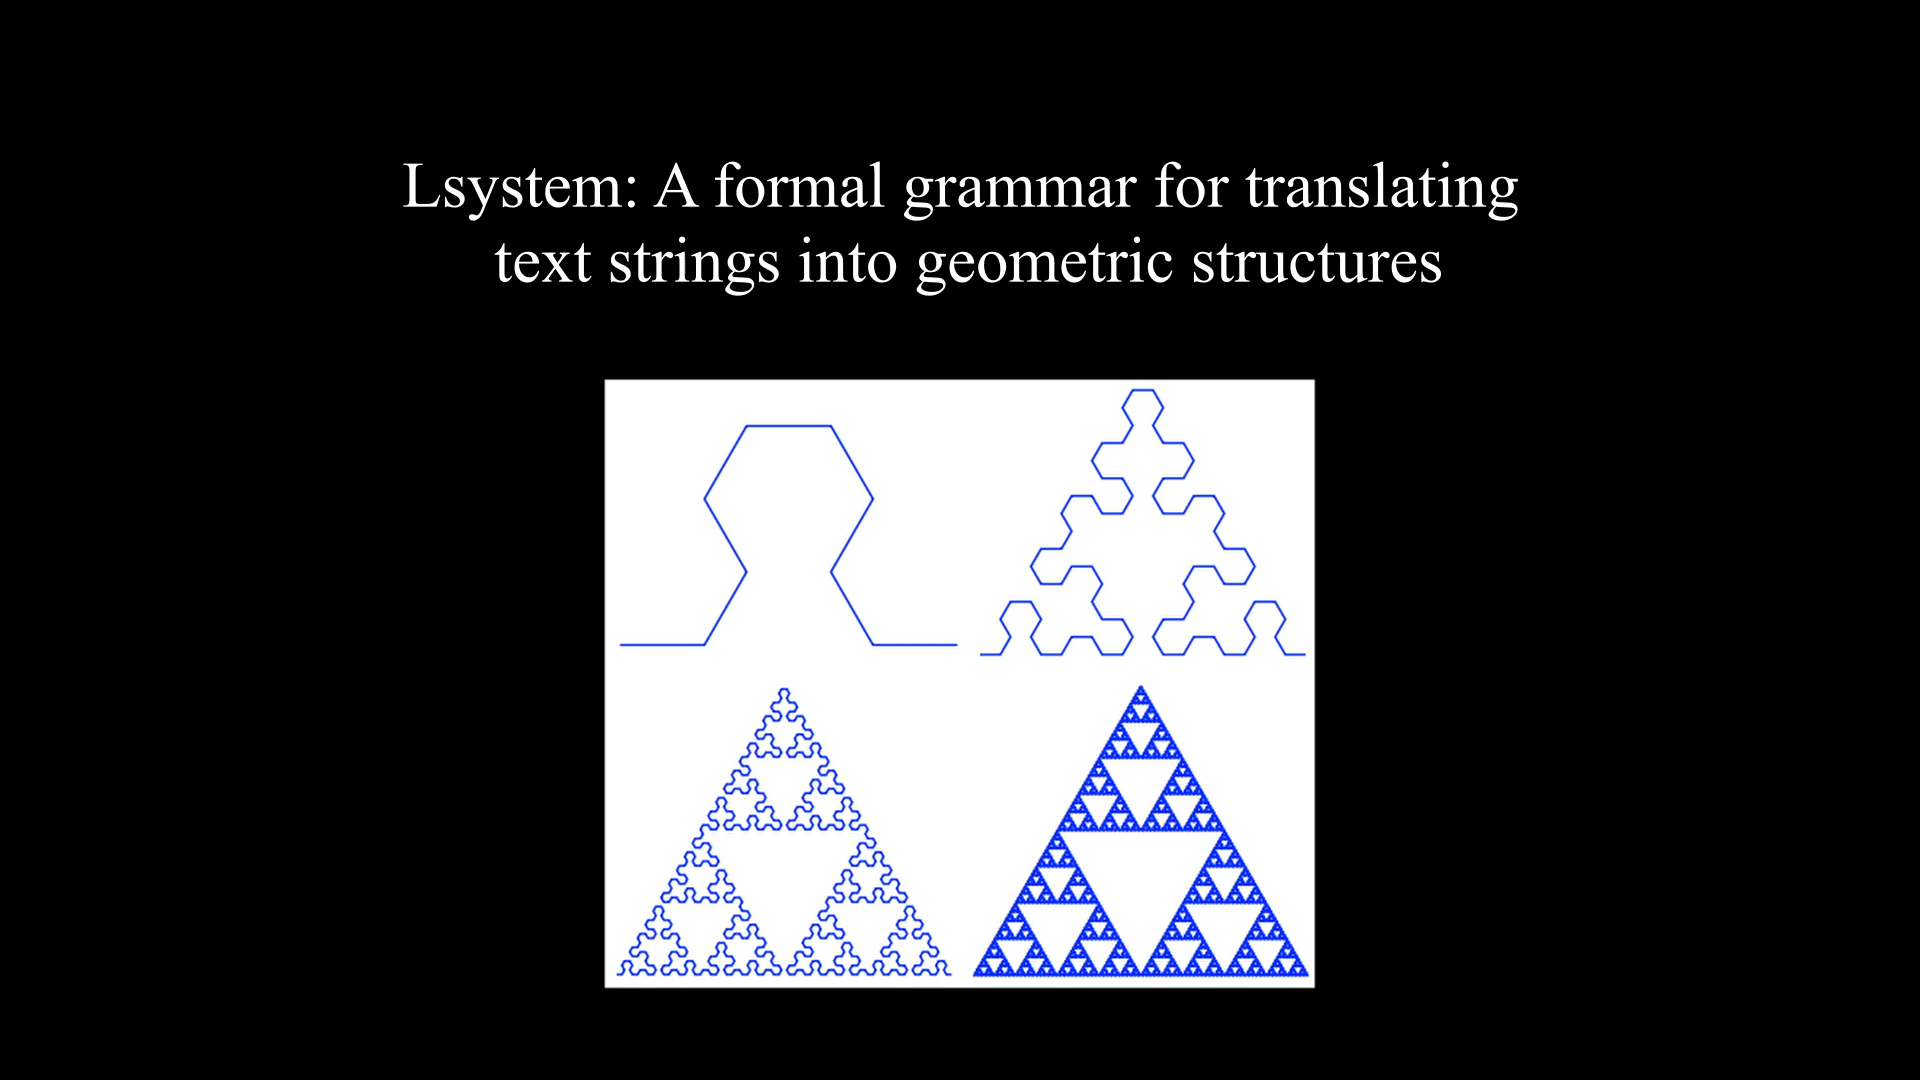 Lsystem: A formal grammar for translating
text strings into geometric structures